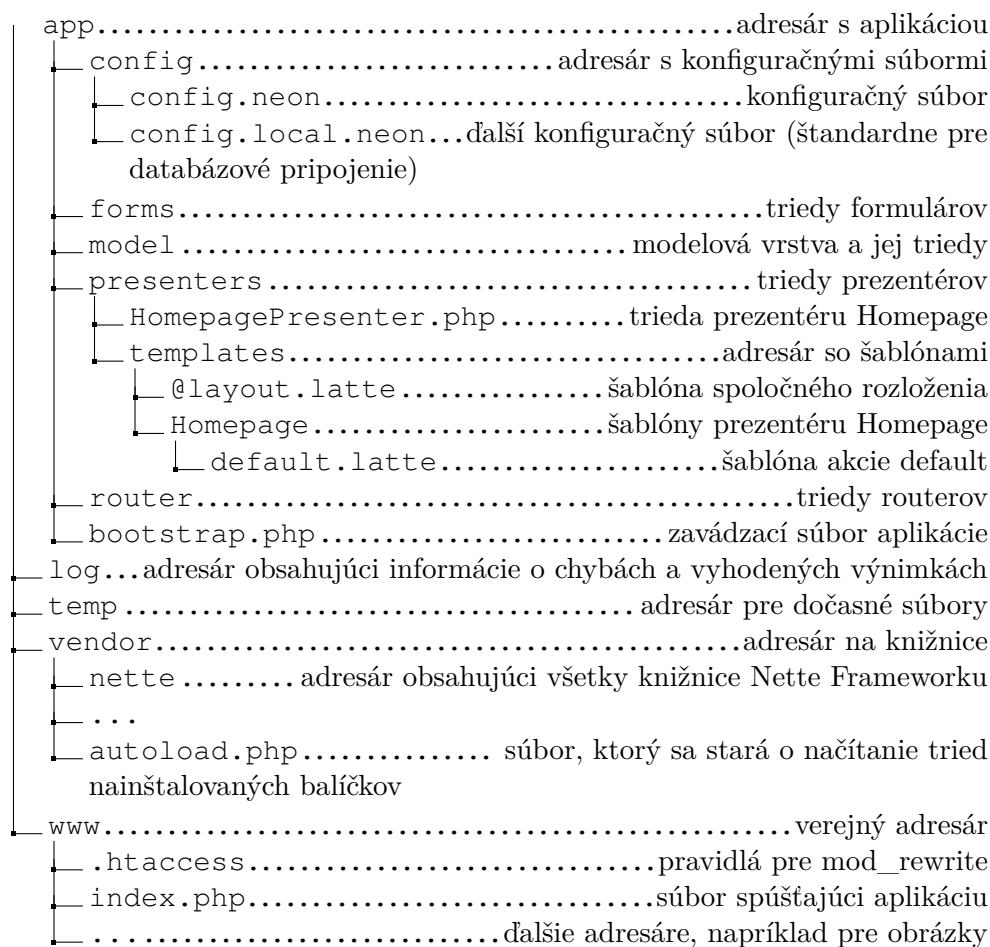 app...........................................adresár s aplikáciou
config............................adresár s konfiguračnými súbormi
config.neon.................................konfiguračný súbor
config.local.neon...ďalší konfiguračný súbor (štandardne pre
databázové pripojenie)
forms..............................................triedy formulárov
model...................................modelová vrstva a jej triedy
presenters......................................triedy prezentérov
HomepagePresenter.php..........trieda prezentéru Homepage
templates..................................adresár so šablónami
@layout.latte................šablóna spoločného rozloženia
Homepage.......................šablóny prezentéru Homepage
default.latte......................šablóna akcie default
router...............................................triedy routerov
bootstrap.php...........................zavádzací súbor aplikácie
log...adresár obsahujúci informácie o chybách a vyhodených výnimkách
temp........................................adresár pre dočasné súbory
vendor..............................................adresár na knižnice
nette.........adresár obsahujúci všetky knižnice Nette Frameworku
...
autoload.php............... súbor, ktorý sa stará o načítanie tried
nainštalovaných balíčkov
www......................................................verejný adresár
.htaccess................................pravidlá pre mod_rewrite
index.php................................súbor spúšťajúci aplikáciu
.................................ďalšie adresáre, napríklad pre obrázky